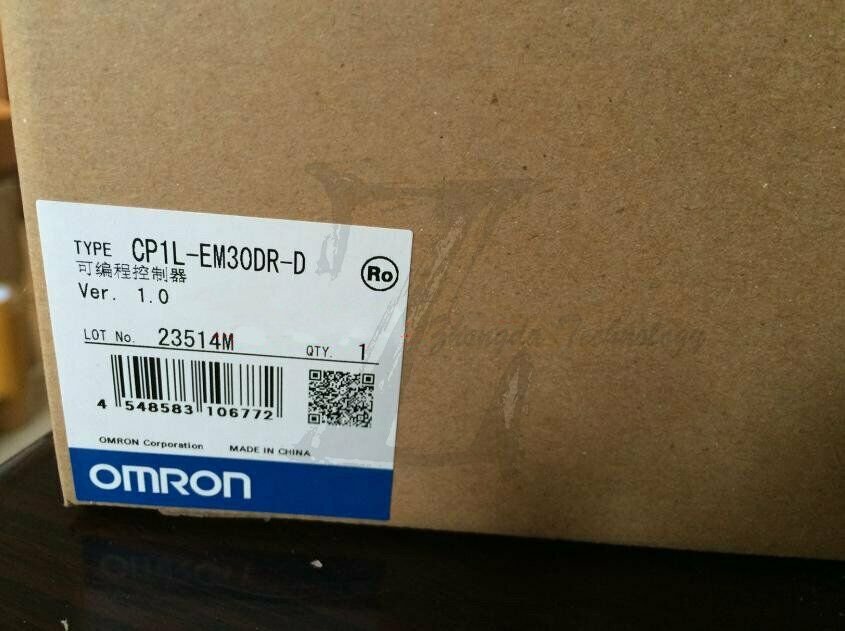 TYPE CP1L-EM30DR-D
可编程控制器
Ro
Ver. 1.0
LOT No. 23514M QTY. 1
4 548583 106772
OMRON Corporation MADE IN CHINA
OMRON